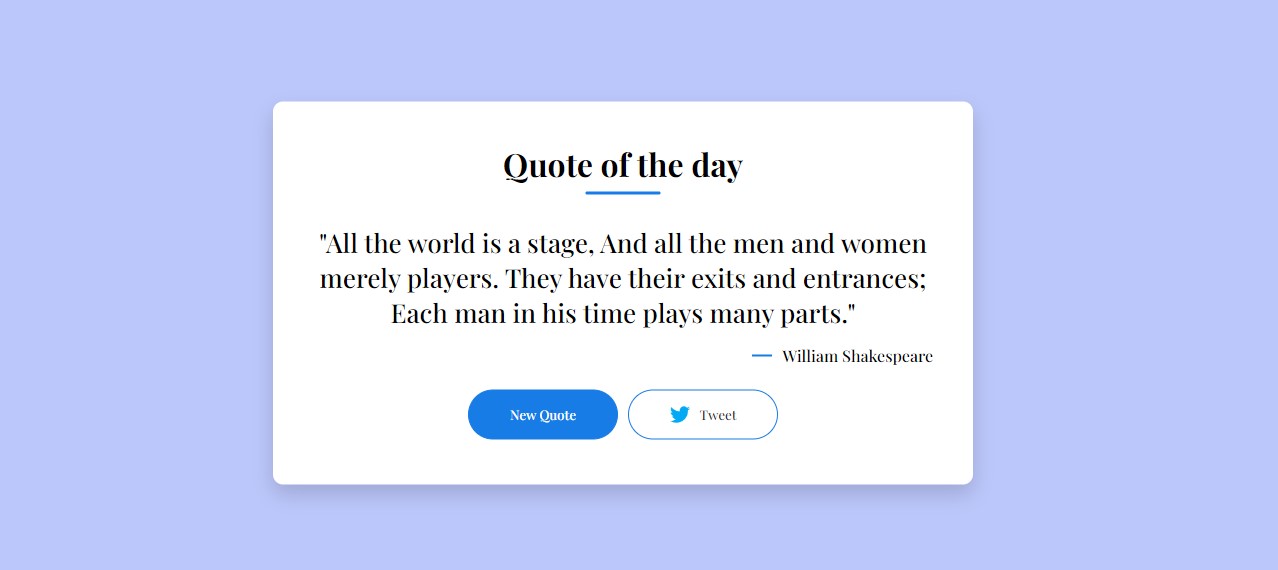 Quote of the day
"All the world is a stage, And all the men and women
merely players. They have their exits and entrances;
Each man in his time plays many parts."
William Shakespeare
New Quote
Tweet